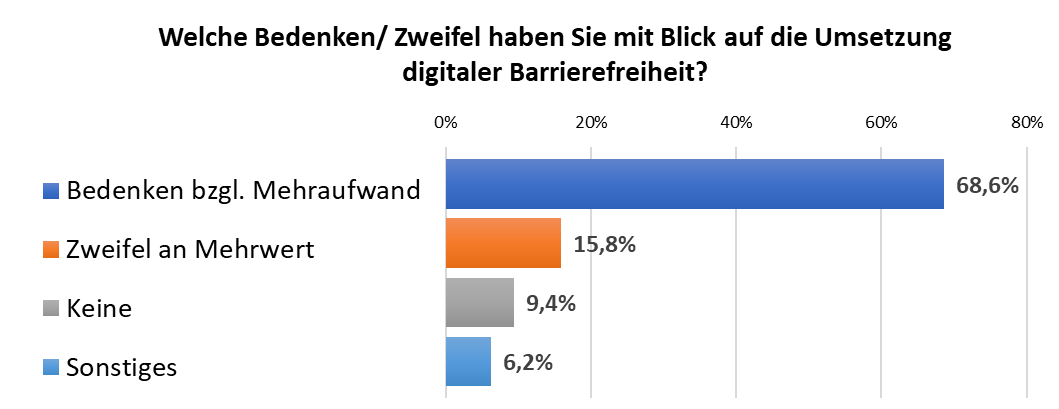 Welche Bedenken/ Zweifel haben Sie mit Blick auf die Umsetzung
digitaler Barrierefreiheit?
0% 20% 40% 60% 80%
Bedenken bzgl. Mehraufwand 68,6%
Zweifel an Mehrwert 15,8%
Keine 9,4%
Sonstiges 6,2%